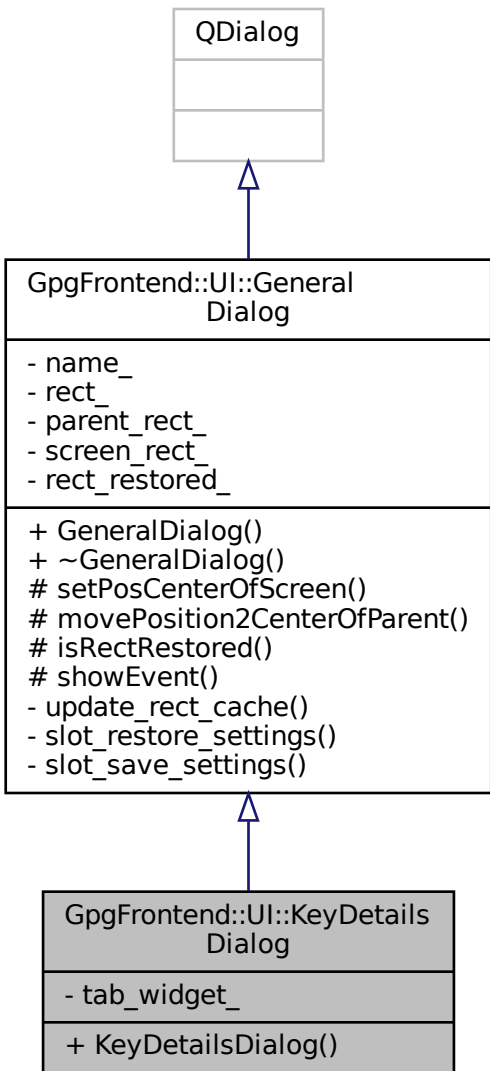 QDialog
GpgFrontend::UI::General
Dialog
- name_
- rect_
- parent_rect_
- screen_rect_
- rect_restored_
+ GeneralDialog()
+ ~GeneralDialog()
# setPosCenterOfScreen()
# movePosition2CenterOfParent()
# isRectRestored()
# showEvent()
- update_rect_cache()
- slot_restore_settings()
- slot_save_settings()
GpgFrontend::UI::KeyDetails
Dialog
- tab_widget_
+ KeyDetailsDialog()